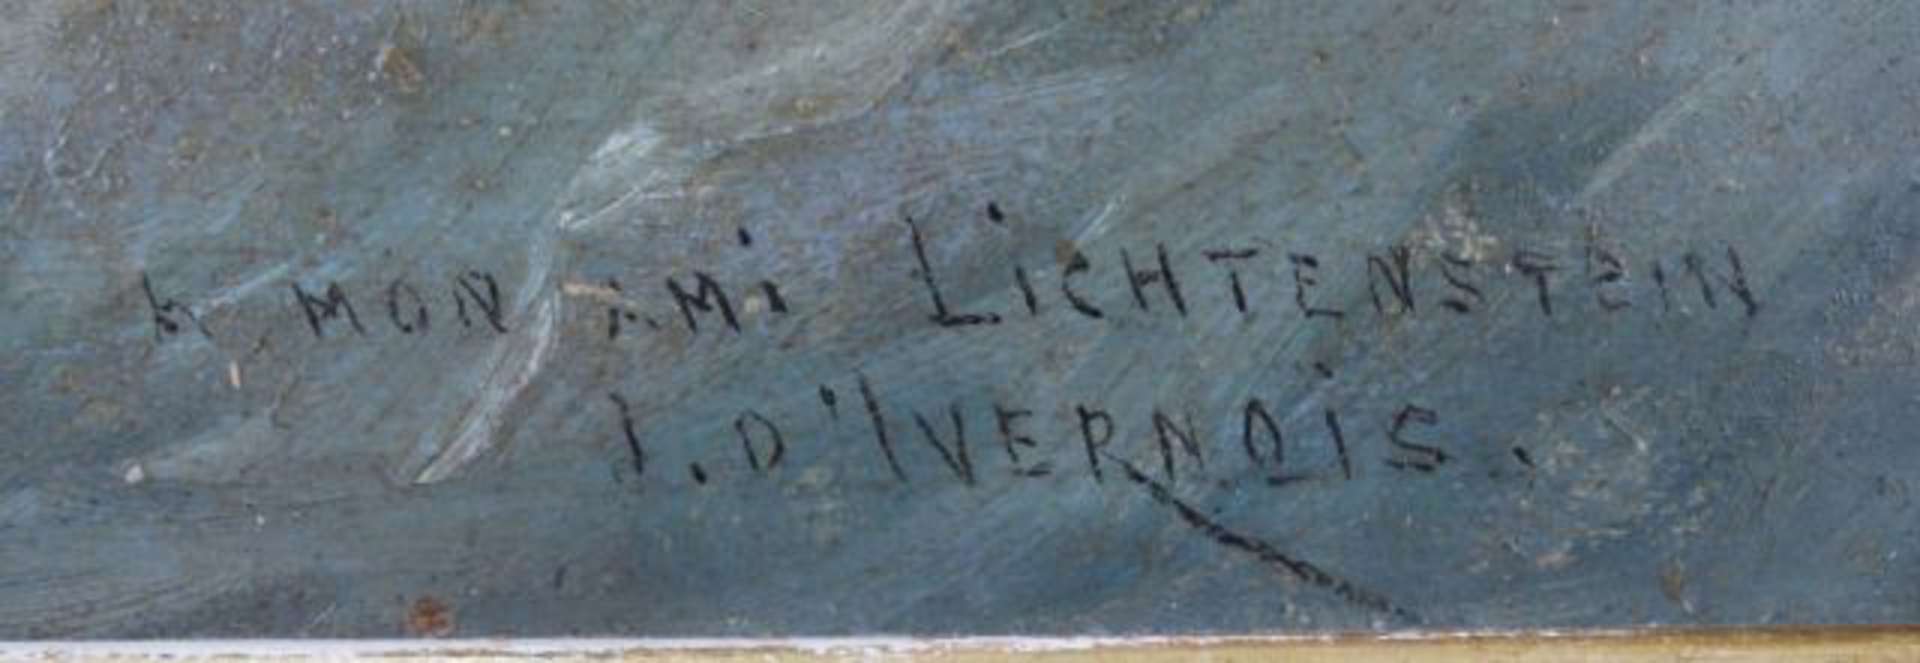 A MON AMi LiCHTENSTEIN
J. D'IVERNOiS.